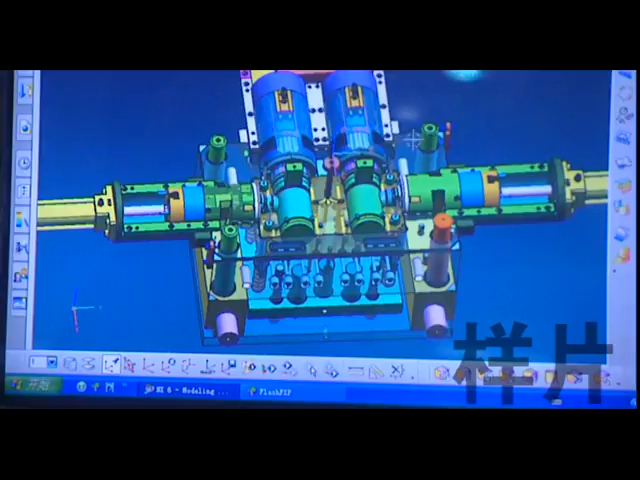 样片
开始
NX 6 - Modeling ...
FlashFXP